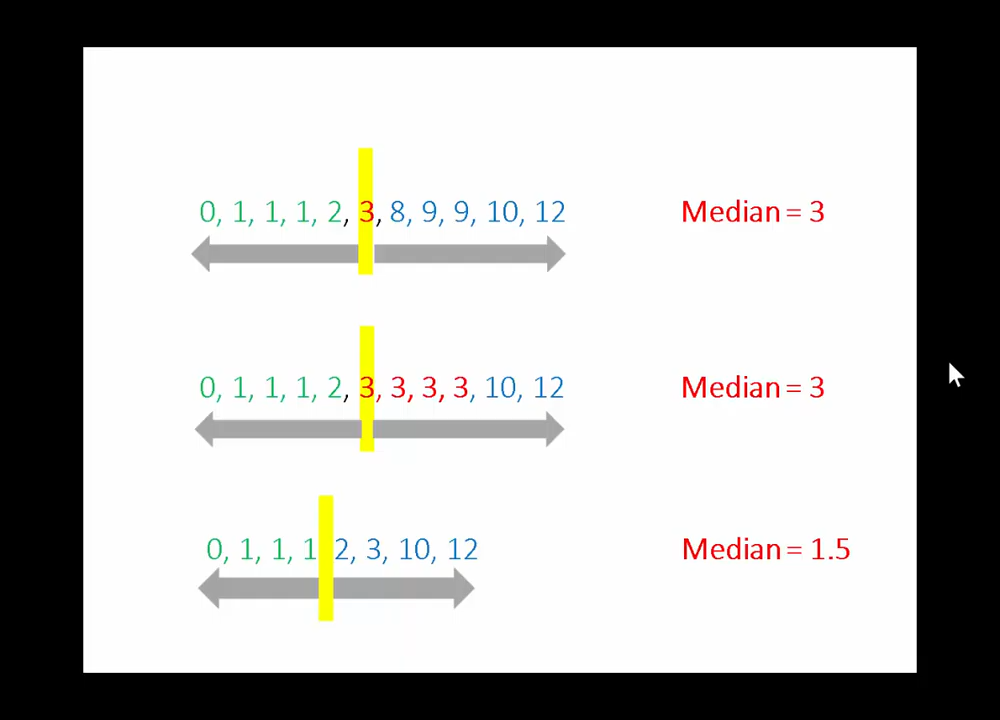 0, 1, 1, 1, 2, 3, 8, 9, 9, 10, 12 Median = 3
0, 1, 1, 1, 2, 3, 3, 3, 3, 10, 12 Median = 3
0, 1, 1, 1 2, 3, 10, 12 Median = 1.5